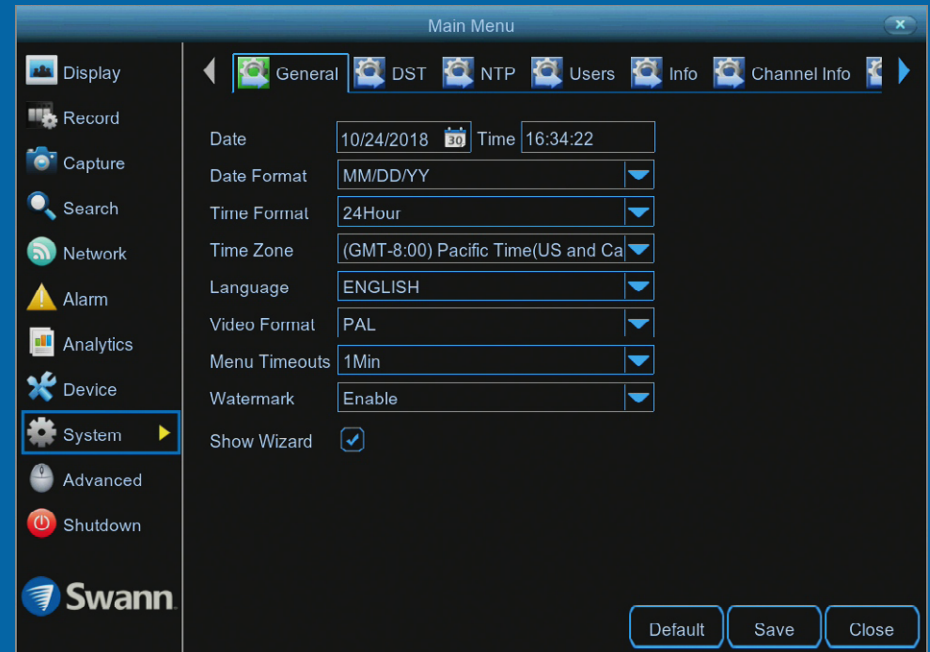 Main Menu
Display
Record
Capture
Search
Network
Alarm
Analytics
Device
System
Advanced
Shutdown
Swann
General DST NTP Users Info Channel Info
Date 10/24/2018 30 Time 16:34:22
Date Format MM/DD/YY
Time Format 24Hour
Time Zone (GMT-8:00) Pacific Time(US and Ca
Language ENGLISH
Video Format PAL
Menu Timeouts 1Min
Watermark Enable
Show Wizard
Default Save Close